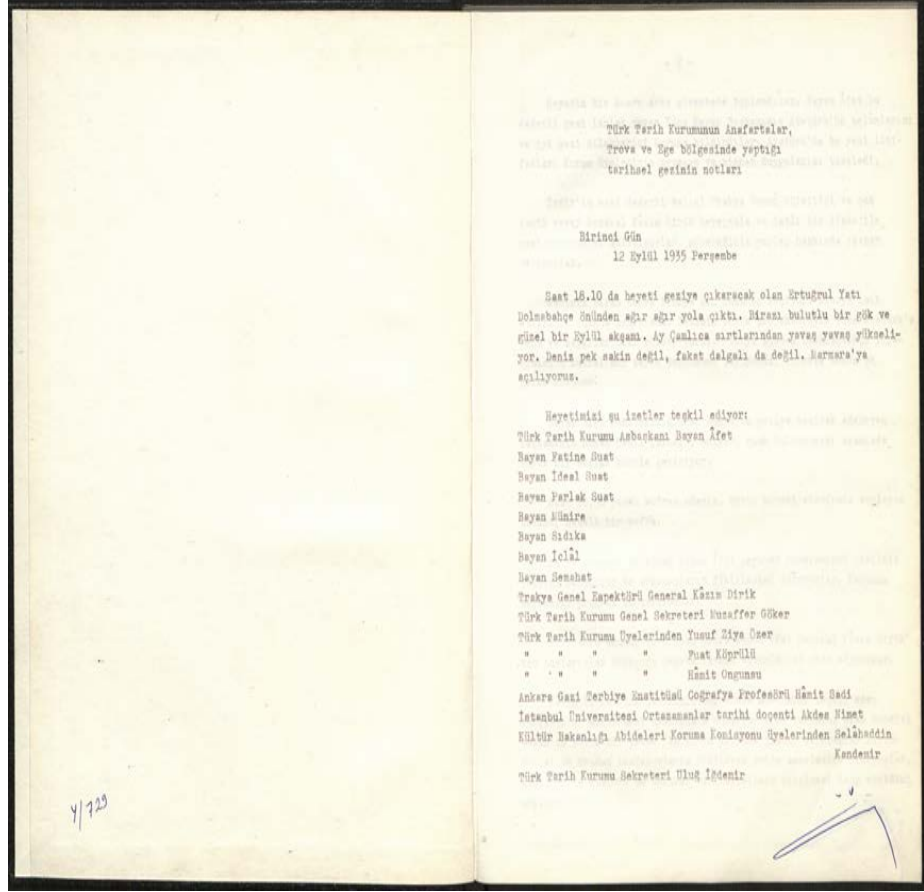 Y/729
Türk Tarih Kurumunun Anafartalar,
Trova ve Ege bölgesinde yaptığı
tarihsel gezinin notları
Birinci Gün
12 Eylûl 1935 Perşembe
Saat 18.10 da heyeti geziye çıkaracak olan Ertuğrul Yatı
Dolmabahçe önünden ağır ağır yola çıktı. Birazı bulutlu bir gök ve
güzel bir Eylûl akşamı. Ay Çamlıca sırtlarından yavaş yavaş yükseli-
yor. Deniz pek sakin değil, fakat dalgalı da değil. Marmara'ya
açılıyoruz.
Heyetimizi şu izetler teşkil ediyor:
Türk Tarih Kurumu Asbaşkanı Bayan Âfet
Bayan Fatine Suat
Bayan İdeal Suat
Bayan Parlak Suat
Bayan Münire
Bayan Sıdıka
Bayan İclâl
Bayan Semahat
Trakya Genel Espektörü General Kâzım Dirik
Türk Tarih Kurumu Genel Sekreteri Muzaffer Göker
Türk Tarih Kurumu Üyelerinden Yusuf Ziya Özer
" " " " Fuat Köprülü
" " " " Hâmit Ongunsu
Ankara Gazi Terbiye Enstitüsü Coğrafya Profesörü Hâmit Sadi
İstanbul Üniversitesi Ortazamanlar tarihi doçenti Akdes Nimet
Kültür Bakanlığı Abideleri Koruma Komisyonu üyelerinden Selâhaddin
Kandemir
Türk Tarih Kurumu Sekreteri Uluğ İğdemir